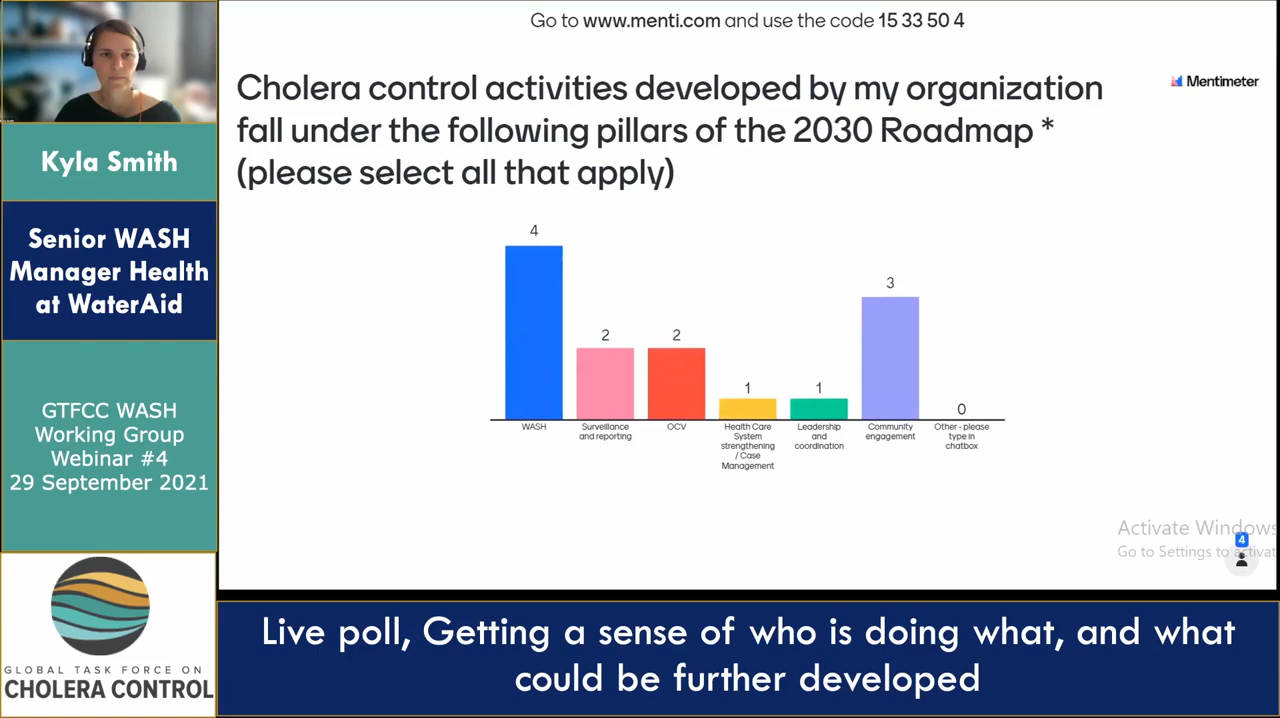 Go to www.menti.com and use the code 15 33 50 4
Cholera control activities developed by my organization
fall under the following pillars of the 2030 Roadmap *
(please select all that apply)
Mentimeter
Kyla Smith
Senior WASH
Manager Health
at WaterAid
GTFCC WASH
Working Group
Webinar #4
29 September 2021
4
2
2
1
1
3
0
WASH
Surveillance
and reporting
OCV
Health Care
System
strengthening
/ Case
Management
Leadership
and
coordination
Community
engagement
Other - please
type in
chatbox
Activate Windows
Go to Settings to activat
4
GLOBAL TASK FORCE ON
CHOLERA CONTROL
Live poll, Getting a sense of who is doing what, and what
could be further developed